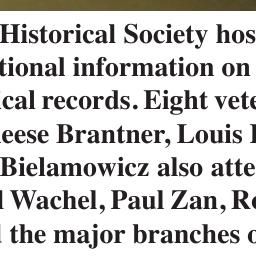 Historical Society hos
tional information on
ical records. Eight vete
eese Brantner, Louis
Bielamowicz also atte
Wachel, Paul Zan, Ro
the major branches o